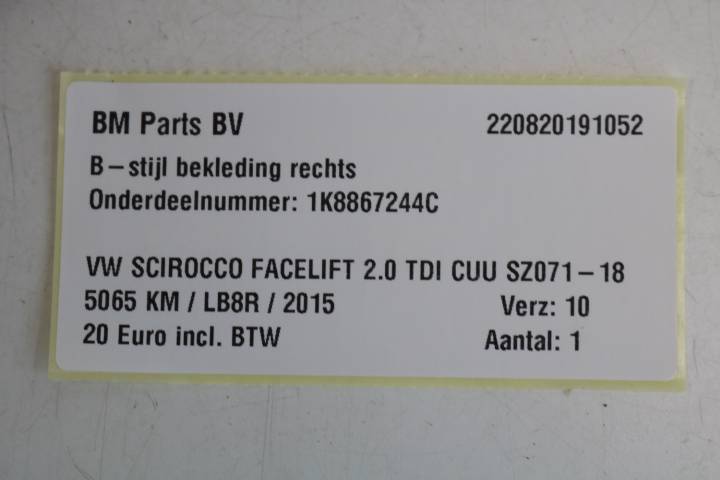 BM Parts BV 220820191052
B-stijl bekleding rechts
Onderdeelnummer: 1K8867244C
VW SCIROCCO FACELIFT 2.0 TDI CUU SZ071-18
5065 KM / LB8R / 2015 Verz: 10
20 Euro incl. BTW Aantal: 1